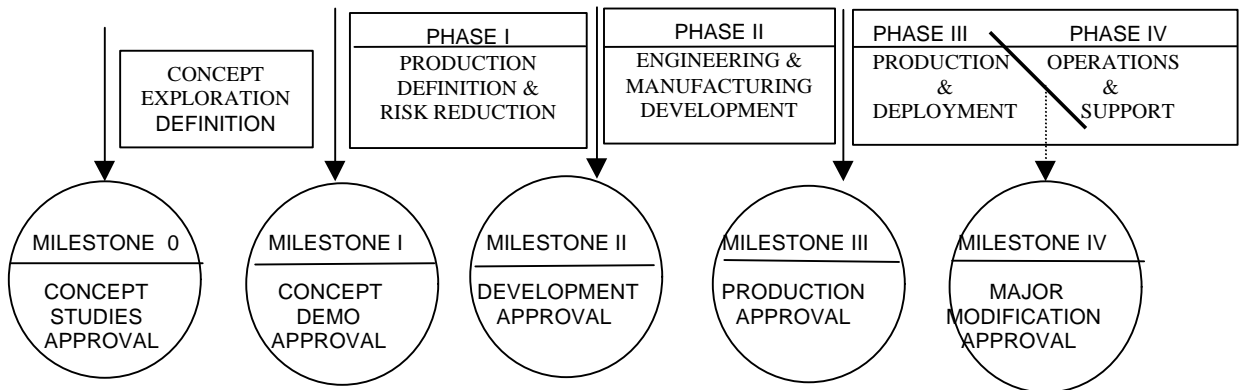 CONCEPT
EXPLORATION
DEFINITION
PHASE I
PRODUCTION
DEFINITION &
RISK REDUCTION
PHASE II
ENGINEERING &
MANUFACTURING
DEVELOPMENT
PHASE III
PRODUCTION
&
DEPLOYMENT
PHASE IV
OPERATIONS
&
SUPPORT
MILESTONE 0
CONCEPT
STUDIES
APPROVAL
MILESTONE I
CONCEPT
DEMO
APPROVAL
MILESTONE II
DEVELOPMENT
APPROVAL
MILESTONE III
PRODUCTION
APPROVAL
MILESTONE IV
MAJOR
MODIFICATION
APPROVAL